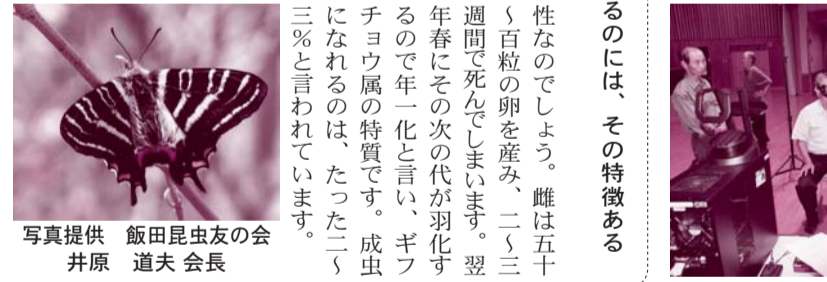 るのには、その特徴ある
性なのでしょう。雌は五十
〜百粒の卵を産み、二〜三
週間で死んでしまいます。翌
年春にその次の代が羽化す
るので年一化と言い、ギフ
チョウ属の特質です。成虫
になれるのは、たった二〜
三％と言われています。
写真提供　飯田昆虫友の会
井原　道夫 会長